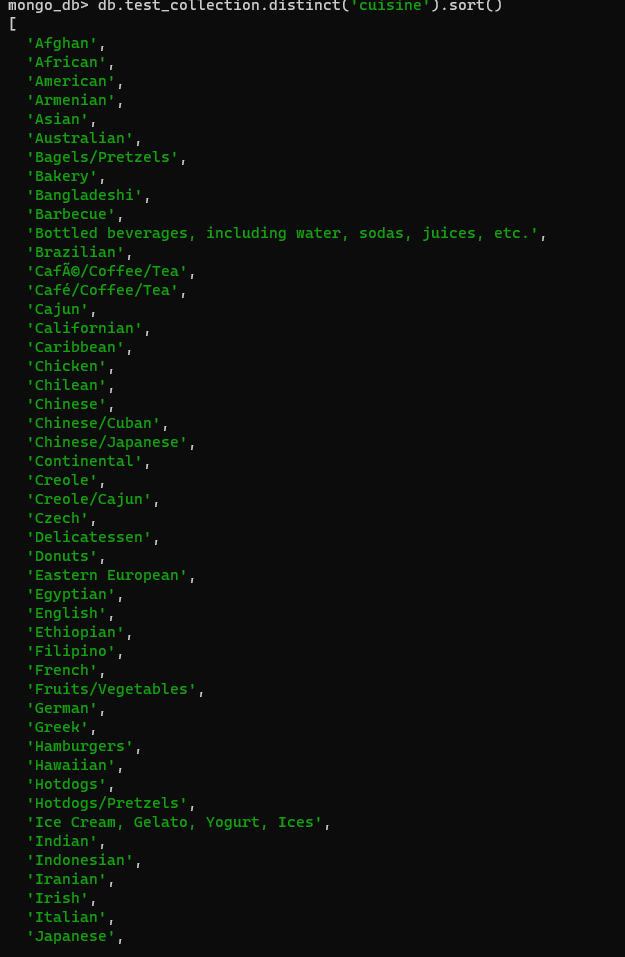 mongo_db> db.test_collection.distinct('cuisine').sort()
[
'Afghan',
'African',
'American',
'Armenian',
'Asian',
'Australian',
'Bagels/Pretzels',
'Bakery',
'Bangladeshi',
'Barbecue',
'Bottled beverages, including water, sodas, juices, etc.',
'Brazilian',
'CafÃ©/Coffee/Tea',
'Café/Coffee/Tea',
'Cajun',
'Californian',
'Caribbean',
'Chicken',
'Chilean',
'Chinese',
'Chinese/Cuban',
'Chinese/Japanese',
'Continental',
'Creole',
'Creole/Cajun',
'Czech',
'Delicatessen',
'Donuts',
'Eastern European',
'Egyptian',
'English',
'Ethiopian',
'Filipino',
'French',
'Fruits/Vegetables',
'German',
'Greek',
'Hamburgers',
'Hawaiian',
'Hotdogs',
'Hotdogs/Pretzels',
'Ice Cream, Gelato, Yogurt, Ices',
'Indian',
'Indonesian',
'Iranian',
'Irish',
'Italian',
'Japanese',